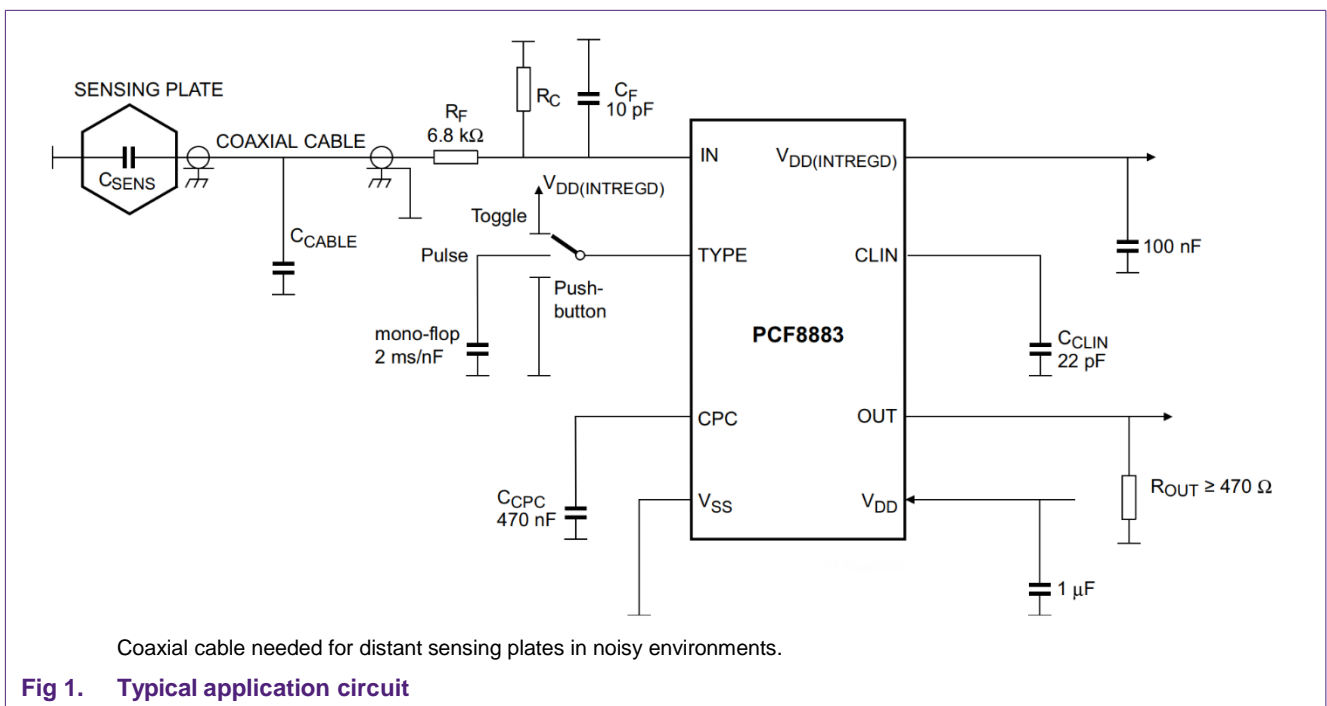 SENSING PLATE
CSENS
COAXIAL CABLE
CCABLE
RF
6.8 kΩ
RC
CF
10 pF
VDD(INTREGD)
Toggle
Pulse
Push-
button
mono-flop
2 ms/nF
CCPC
470 nF
IN
TYPE
CPC
VSS
PCF8883
VDD(INTREGD)
CLIN
OUT
VDD
100 nF
CCLIN
22 pF
ROUT ≥ 470 Ω
1 μF
Coaxial cable needed for distant sensing plates in noisy environments.
Fig 1. Typical application circuit